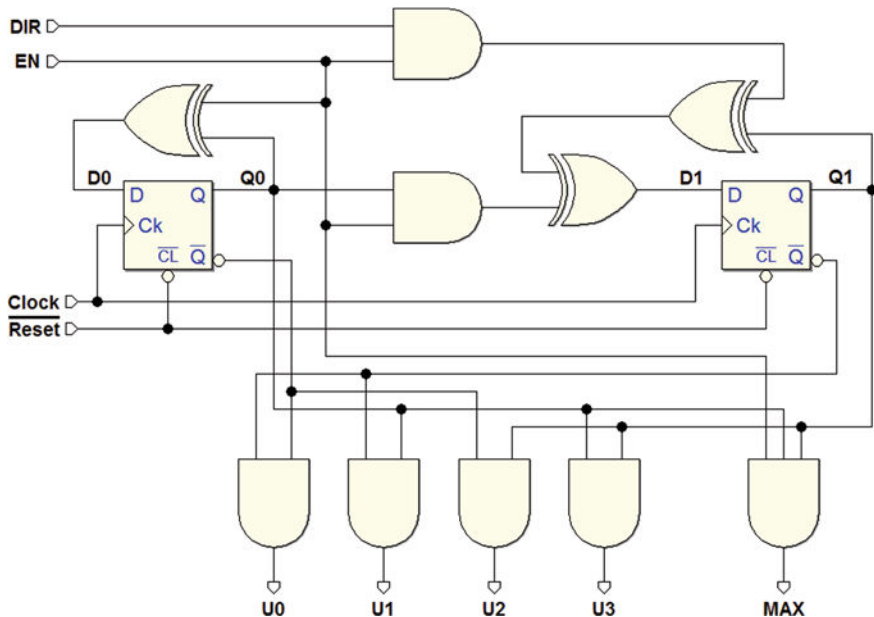 DIR
EN
D0 Q0 D1 Q1
D Q D Q
Ck Ck
CL Q CL Q
Clock
Reset
U0 U1 U2 U3 MAX